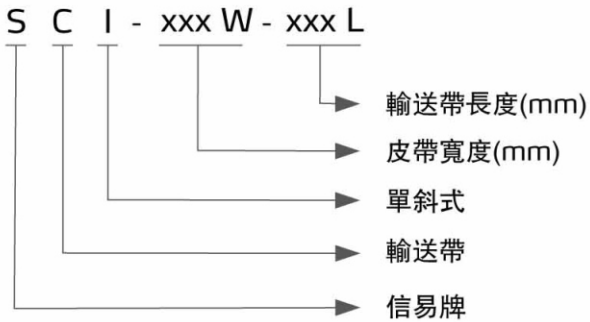 S C I - xxx W - xxx L
輸送帶長度(mm)
皮帶寬度(mm)
單斜式
輸送帶
信易牌